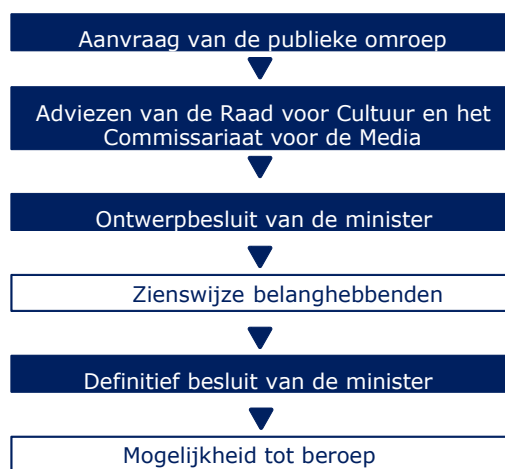 Aanvraag van de publieke omroep
Adviezen van de Raad voor Cultuur en het
Commissariaat voor de Media
Ontwerpbesluit van de minister
Zienswijze belanghebbenden
Definitief besluit van de minister
Mogelijkheid tot beroep